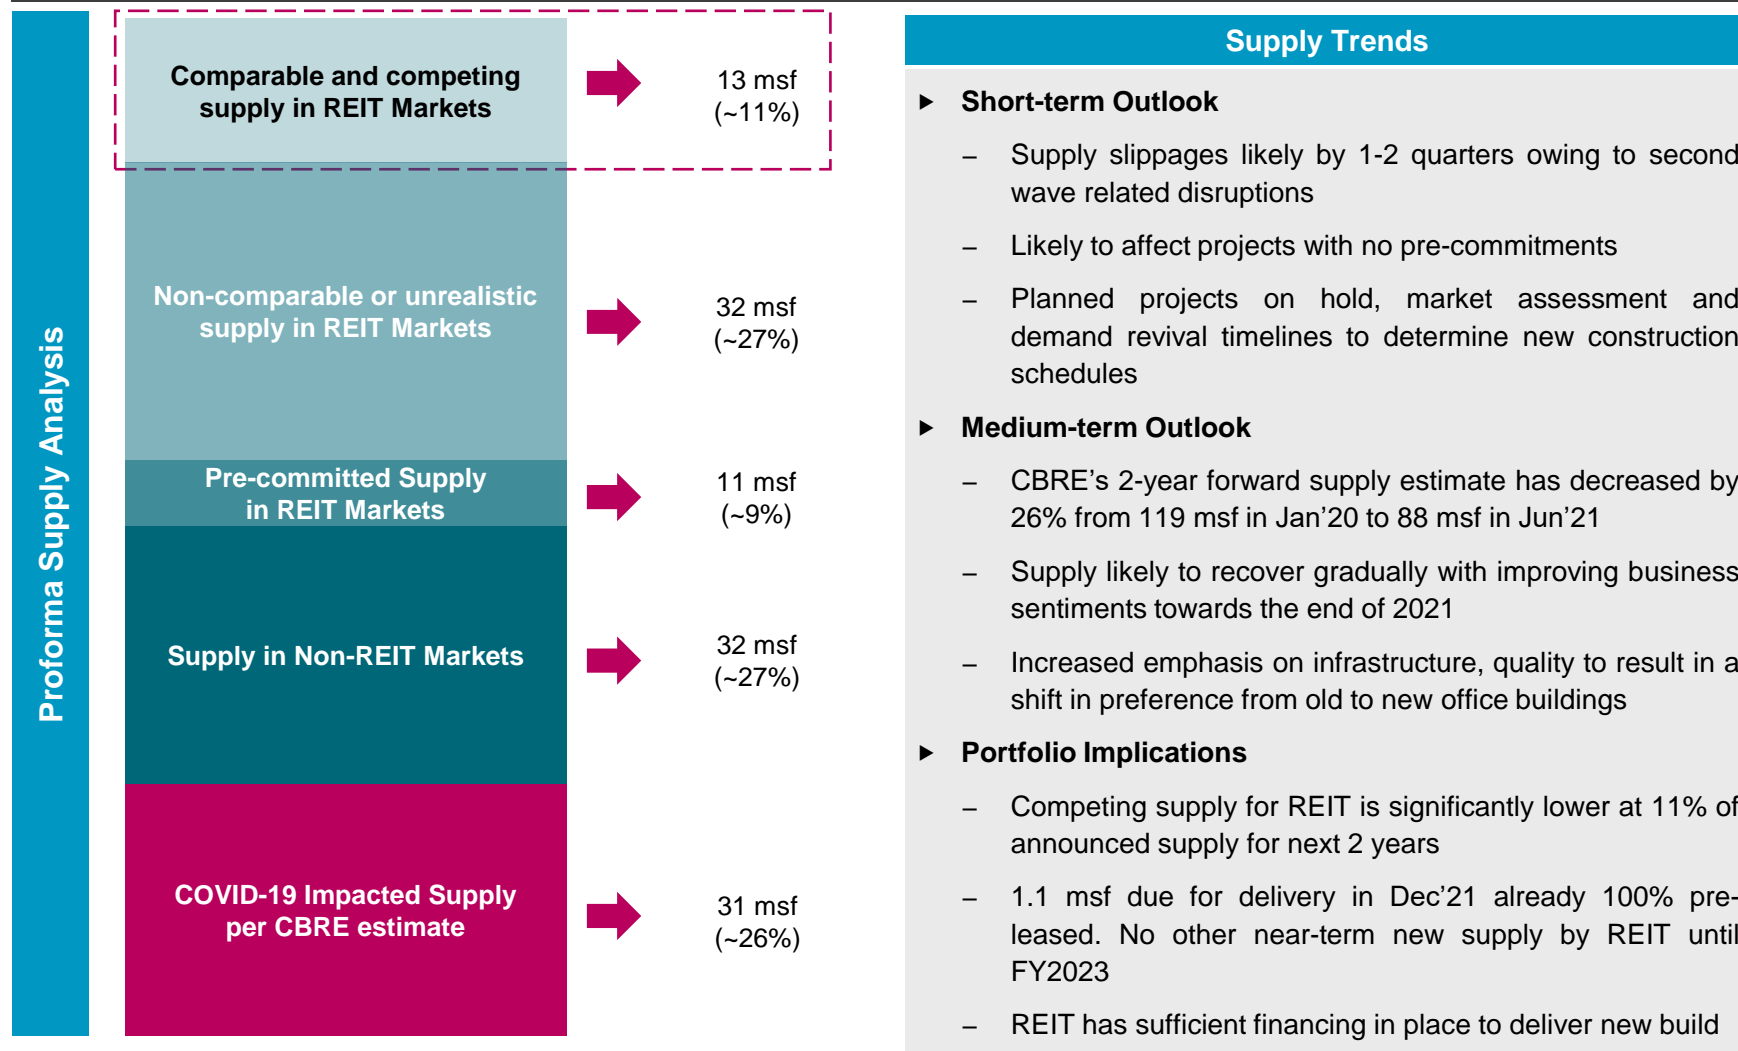 Proforma Supply Analysis
Comparable and competing
supply in REIT Markets
13 msf
(~11%)
Non-comparable or unrealistic
supply in REIT Markets
32 msf
(~27%)
Pre-committed Supply
in REIT Markets
11 msf
(~9%)
Supply in Non-REIT Markets
32 msf
(~27%)
COVID-19 Impacted Supply
per CBRE estimate
31 msf
(~26%)
Supply Trends
Short-term Outlook
– Supply slippages likely by 1-2 quarters owing to second
wave related disruptions
– Likely to affect projects with no pre-commitments
– Planned projects on hold, market assessment and
demand revival timelines to determine new construction
schedules
Medium-term Outlook
– CBRE’s 2-year forward supply estimate has decreased by
26% from 119 msf in Jan’20 to 88 msf in Jun’21
– Supply likely to recover gradually with improving business
sentiments towards the end of 2021
– Increased emphasis on infrastructure, quality to result in a
shift in preference from old to new office buildings
Portfolio Implications
– Competing supply for REIT is significantly lower at 11% of
announced supply for next 2 years
– 1.1 msf due for delivery in Dec’21 already 100% pre-
leased. No other near-term new supply by REIT until
FY2023
– REIT has sufficient financing in place to deliver new build